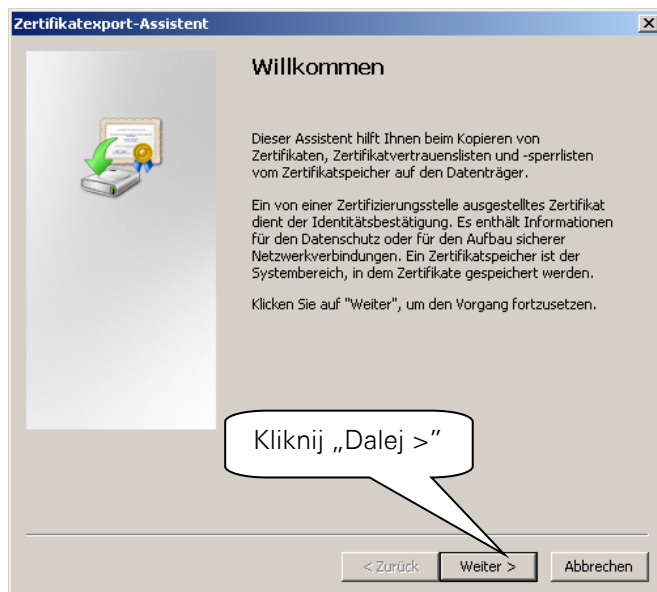 Zertifikatexport-Assistent
Willkommen
Dieser Assistent hilft Ihnen beim Kopieren von
Zertifikaten, Zertifikatvertrauenslisten und -sperrlisten
vom Zertifikatspeicher auf den Datenträger.
Ein von einer Zertifizierungsstelle ausgestelltes Zertifikat
dient der Identitätsbestätigung. Es enthält Informationen
für den Datenschutz oder für den Aufbau sicherer
Netzwerkverbindungen. Ein Zertifikatspeicher ist der
Systembereich, in dem Zertifikate gespeichert werden.
Klicken Sie auf "Weiter", um den Vorgang fortzusetzen.
Kliknij „Dalej >”
< Zurück Weiter > Abbrechen